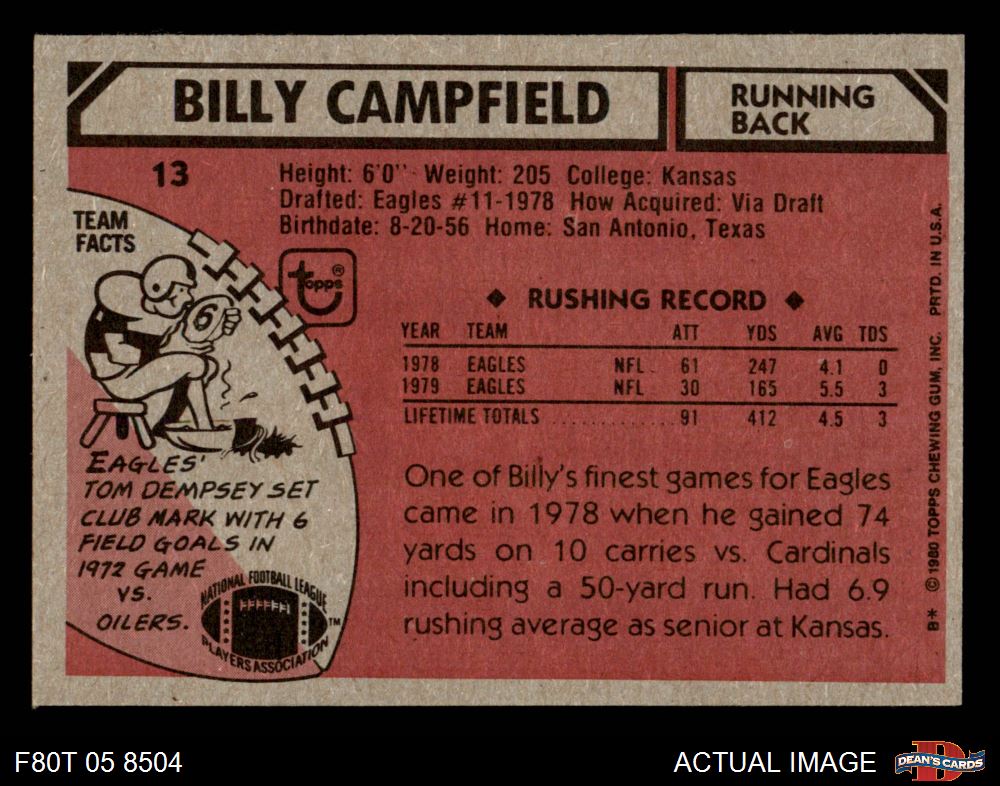 BILLY CAMPFIELD
RUNNING
BACK
13
Height: 6'0" Weight: 205 College: Kansas
Drafted: Eagles #11-1978 How Acquired: Via Draft
Birthdate: 8-20-56 Home: San Antonio, Texas
TEAM
FACTS
6
topps®
EAGLES'
TOM DEMPSEY SET
CLUB MARK WITH 6
FIELD GOALS IN
1972 GAME
VS.
OILERS.
NATIONAL FOOTBALL LEAGUE
PLAYERS ASSOCIATION
TM
◆ RUSHING RECORD ◆
YEAR TEAM ATT YDS AVG TDS
1978 EAGLES NFL 61 247 4.1 0
1979 EAGLES NFL 30 165 5.5 3
LIFETIME TOTALS ............ 91 412 4.5 3
One of Billy's finest games for Eagles
came in 1978 when he gained 74
yards on 10 carries vs. Cardinals
including a 50-yard run. Had 6.9
rushing average as senior at Kansas.
B* © 1980 TOPPS CHEWING GUM, INC. PRTD. IN U.S.A.
F80T 05 8504
ACTUAL IMAGE
D
DEAN'S CARDS